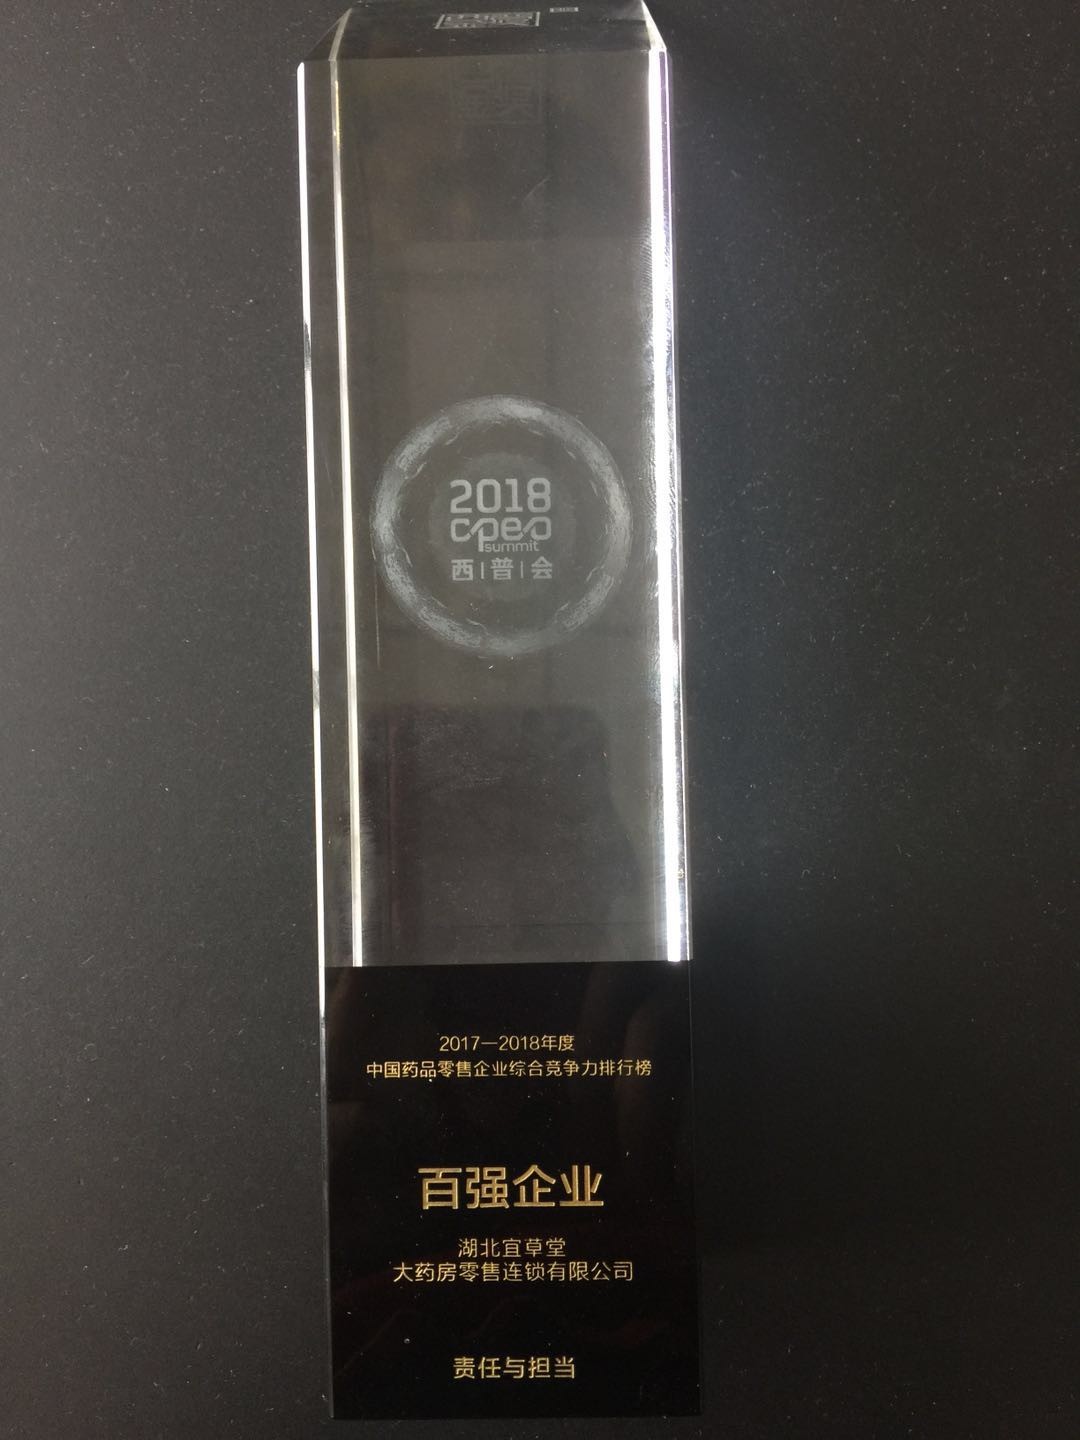 2018
cpeo
summit
西|普|会
2017—2018年度
中国药品零售企业综合竞争力排行榜
百强企业
湖北宜草堂
大药房零售连锁有限公司
责任与担当